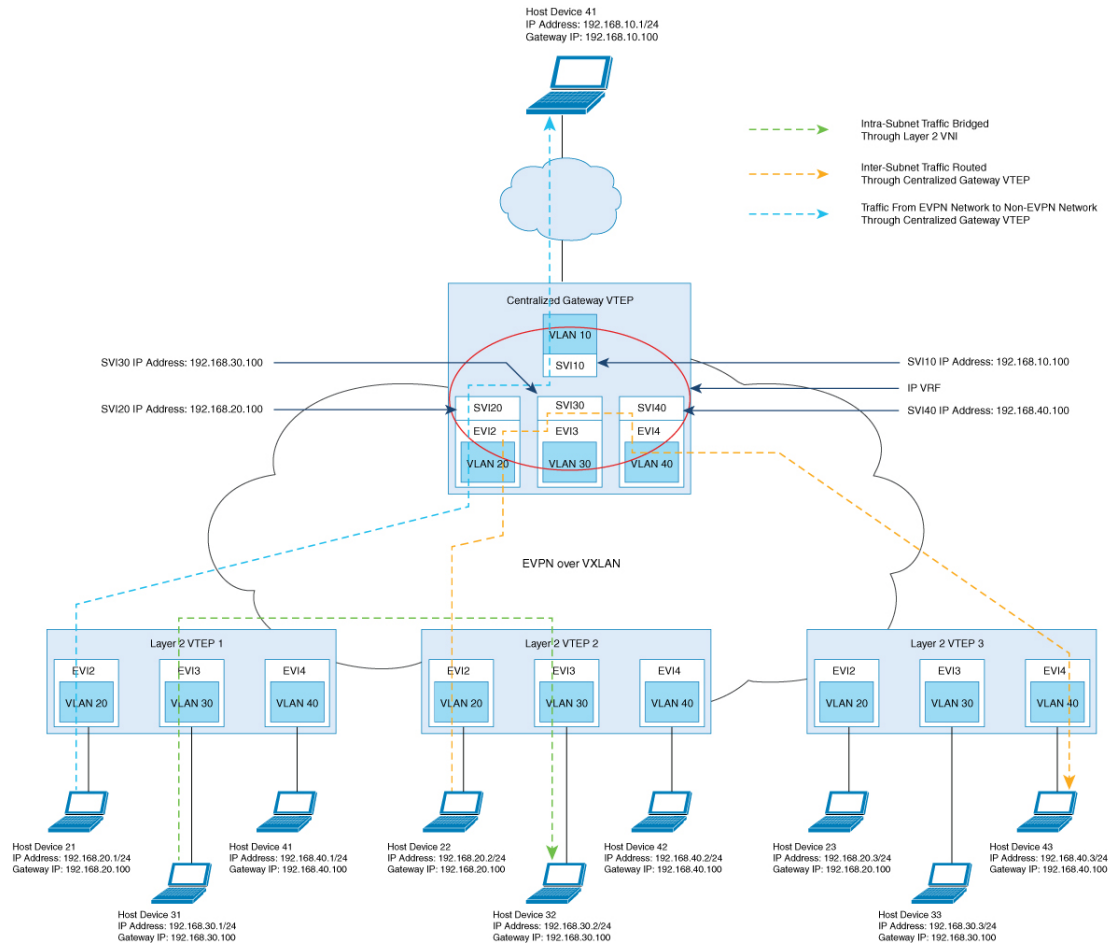 Host Device 41
IP Address: 192.168.10.1/24
Gateway IP: 192.168.10.100
Intra-Subnet Traffic Bridged
Through Layer 2 VNI
Inter-Subnet Traffic Routed
Through Centralized Gateway VTEP
Traffic From EVPN Network to Non-EVPN Network
Through Centralized Gateway VTEP
Centralized Gateway VTEP
VLAN 10
SVI10
SVI30 IP Address: 192.168.30.100
SVI10 IP Address: 192.168.10.100
IP VRF
SVI20 IP Address: 192.168.20.100
SVI40 IP Address: 192.168.40.100
SVI20
EVI2
VLAN 20
SVI30
EVI3
VLAN 30
SVI40
EVI4
VLAN 40
EVPN over VXLAN
Layer 2 VTEP 1
EVI2
VLAN 20
EVI3
VLAN 30
EVI4
VLAN 40
Layer 2 VTEP 2
EVI2
VLAN 20
EVI3
VLAN 30
EVI4
VLAN 40
Layer 2 VTEP 3
EVI2
VLAN 20
EVI3
VLAN 30
EVI4
VLAN 40
Host Device 21
IP Address: 192.168.20.1/24
Gateway IP: 192.168.20.100
Host Device 41
IP Address: 192.168.40.1/24
Gateway IP: 192.168.40.100
Host Device 22
IP Address: 192.168.20.2/24
Gateway IP: 192.168.20.100
Host Device 42
IP Address: 192.168.40.2/24
Gateway IP: 192.168.40.100
Host Device 23
IP Address: 192.168.20.3/24
Gateway IP: 192.168.20.100
Host Device 43
IP Address: 192.168.40.3/24
Gateway IP: 192.168.40.100
Host Device 31
IP Address: 192.168.30.1/24
Gateway IP: 192.168.30.100
Host Device 32
IP Address: 192.168.30.2/24
Gateway IP: 192.168.30.100
Host Device 33
IP Address: 192.168.30.3/24
Gateway IP: 192.168.30.100